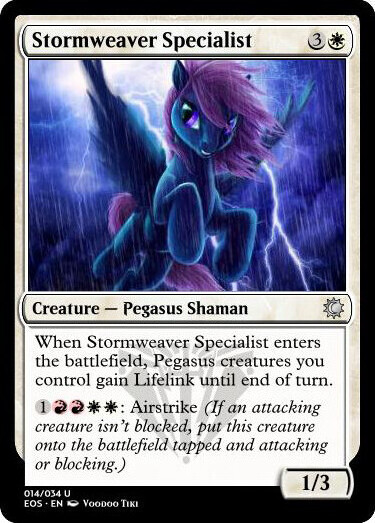 Stormweaver Specialist 3
Creature — Pegasus Shaman
When Stormweaver Specialist enters
the battlefield, Pegasus creatures you
control gain Lifelink until end of turn.
1: Airstrike (If an attacking
creature isn't blocked, put this creature
onto the battlefield tapped and attacking
or blocking.)
1/3
014/034 U
EOS • EN Voodoo Tiki